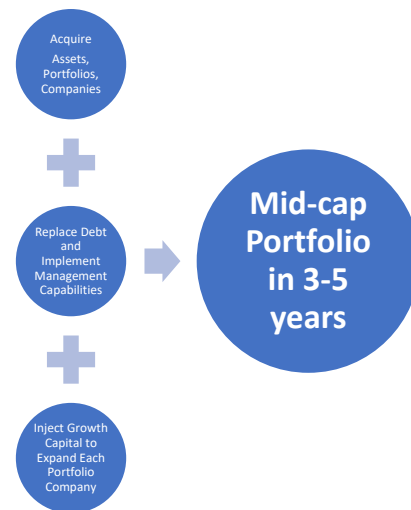 Acquire
Assets,
Portfolios,
Companies
Replace Debt
and
Implement
Management
Capabilities
Inject Growth
Capital to
Expand Each
Portfolio
Company
Mid-cap
Portfolio
in 3-5
years